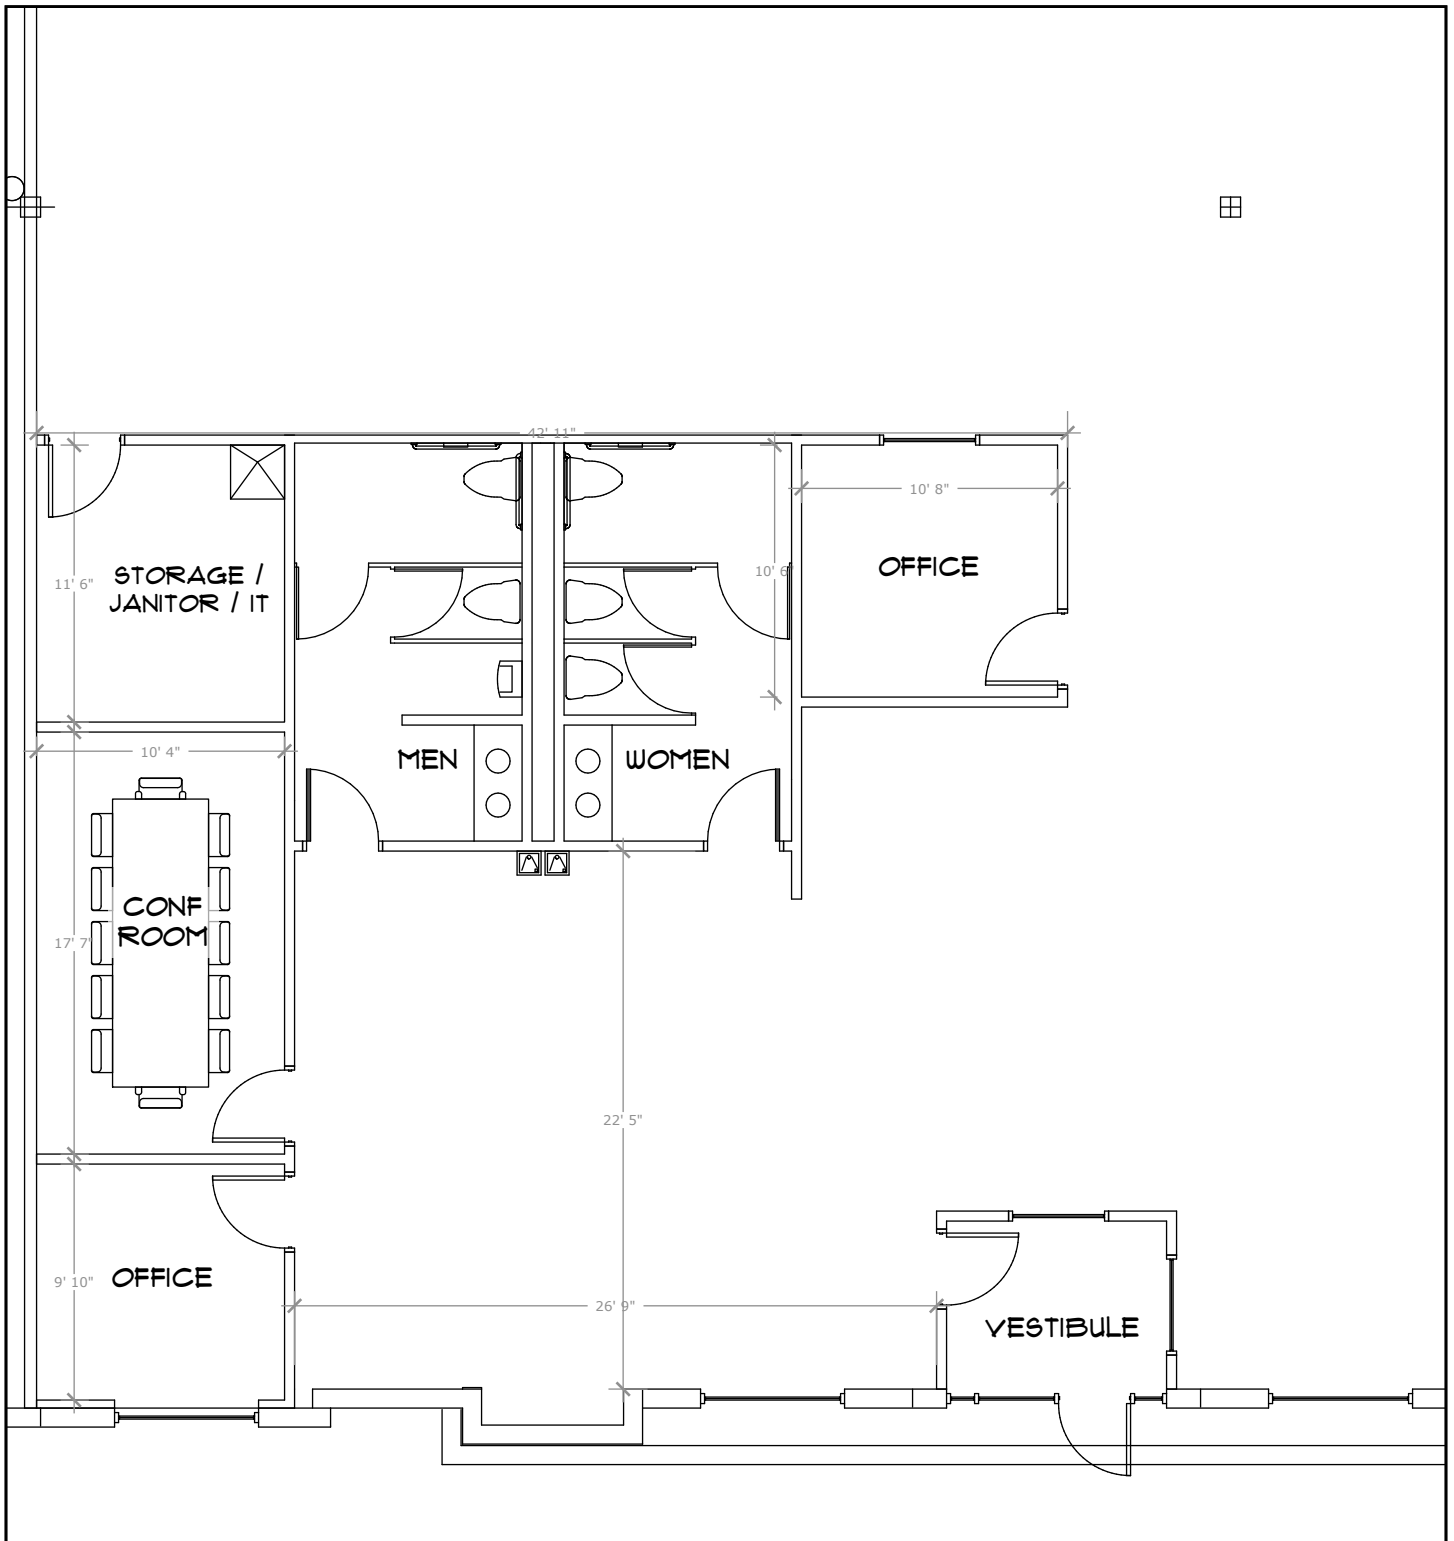 42' 11"
10' 8"
STORAGE /
JANITOR / IT
11' 6"
10' 6"
OFFICE
10' 4"
MEN
WOMEN
CONF
ROOM
17' 7"
22' 5"
OFFICE
9' 10"
26' 9"
VESTIBULE